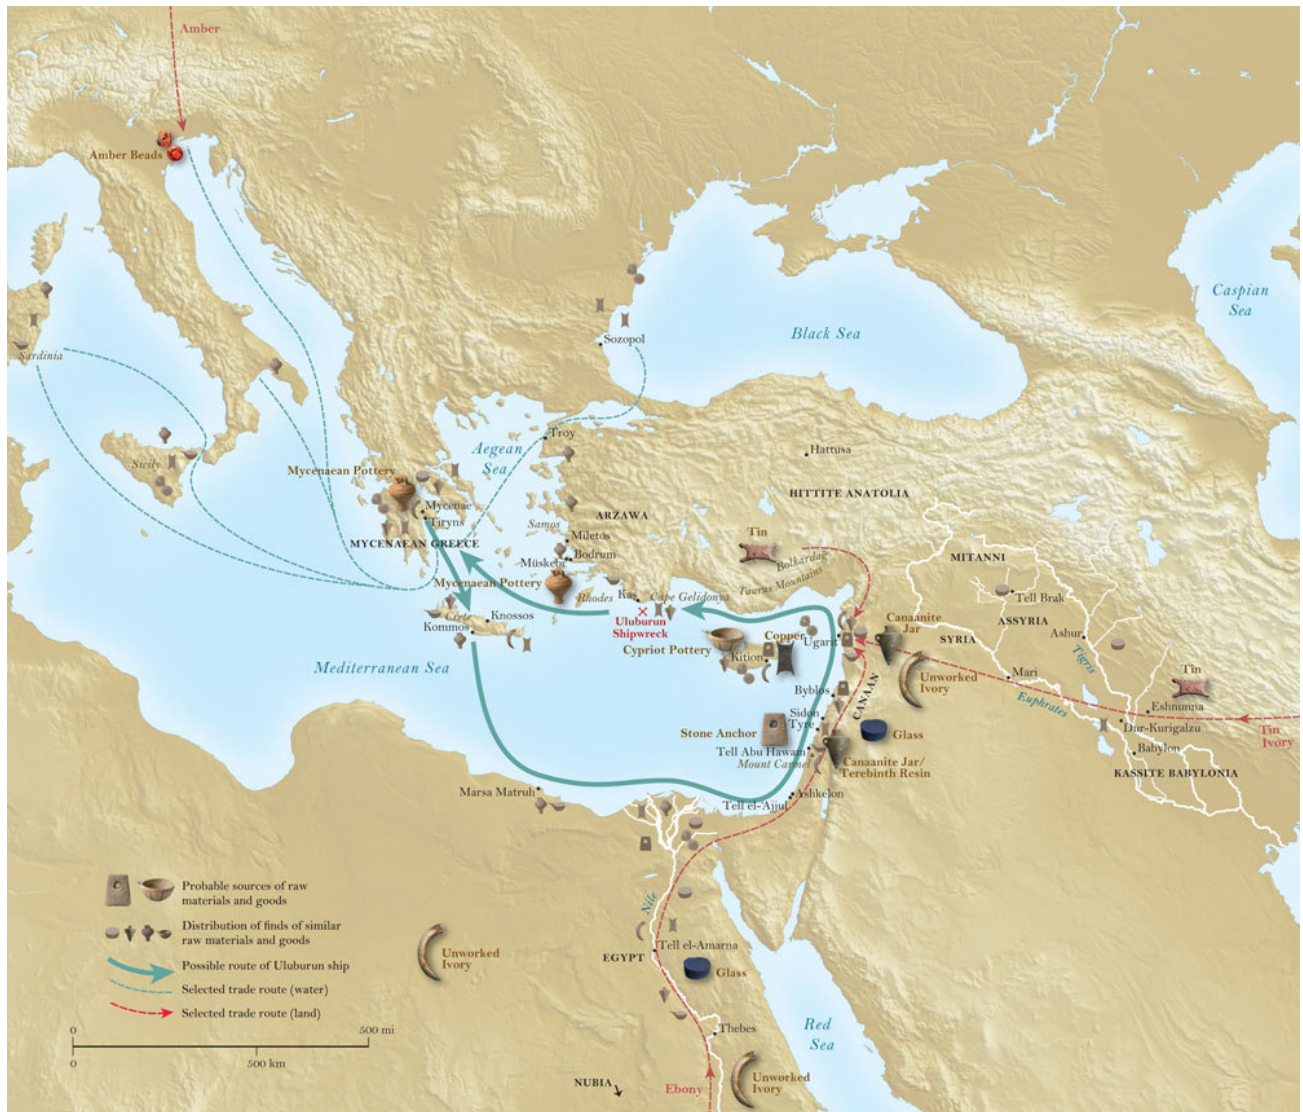 Amber
Amber Beads
Caspian
Sea
Black Sea
Sozopol
Sardinia
Troy
Aegean
Sea
Hattusa
Sicily
Mycenaean Pottery
HITTITE ANATOLIA
Mycenae
Tiryns
ARZAWA
Samos
MYCENAEAN GREECE
Miletos
Bodrum
Müskebi
Tin
Bolkardag
Taurus Mountains
MITANNI
Mycenaean Pottery
Rhodes
Kas
Cape Gelidonya
Tell Brak
Crete
Knossos
Kommos
Uluburun
Shipwreck
Canaanite
Jar
ASSYRIA
Ashur
Copper
Ugarit
SYRIA
Cypriot Pottery
Kition
Mediterranean Sea
Tigris
Unworked
Ivory
Mari
Tin
Byblos
CANAAN
Euphrates
Eshnunna
Sidon
Tyre
Dur-Kurigalzu
Tin
Ivory
Stone Anchor
Glass
Tell Abu Hawam
Mount Carmel
Canaanite Jar/
Terebinth Resin
Babylon
KASSITE BABYLONIA
Marsa Matruh
Ashkelon
Tell el-Ajjul
Probable sources of raw
materials and goods
Distribution of finds of similar
raw materials and goods
Possible route of Uluburun ship
Selected trade route (water)
Selected trade route (land)
0
500 mi
0
500 km
Nile
Unworked
Ivory
Tell el-Amarna
EGYPT
Glass
Thebes
Red
Sea
NUBIA
Ebony
Unworked
Ivory